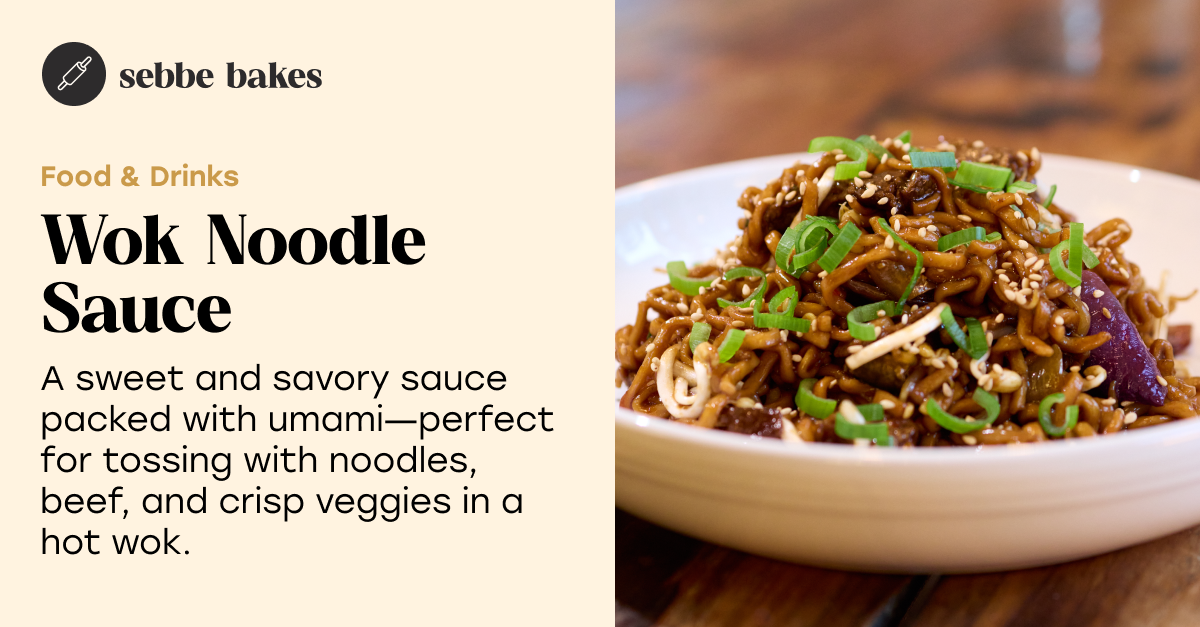 sebbe bakes
Food & Drinks
Wok Noodle
Sauce
A sweet and savory sauce
packed with umami—perfect
for tossing with noodles,
beef, and crisp veggies in a
hot wok.